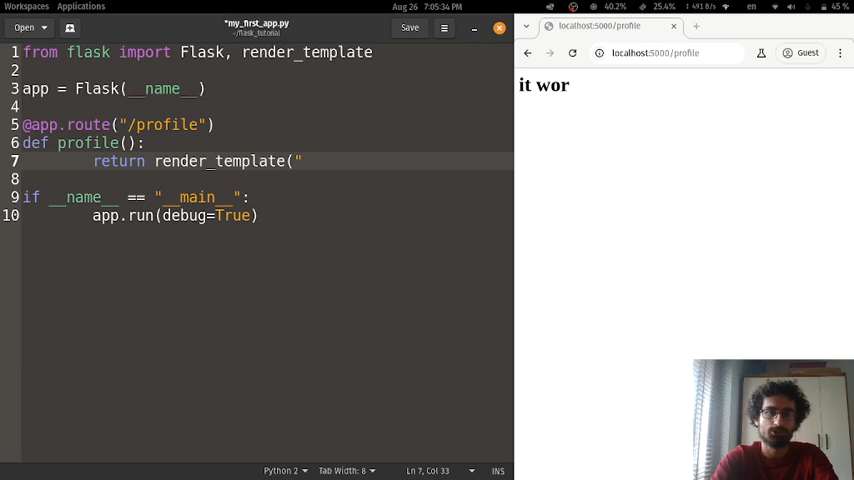 Workspaces Applications Aug 26 7:05:34 PM 40.2% 25.4% 491 B/s en 45 %
Open *my_first_app.py Save
~/flask_tutorial
localhost:5000/profile
localhost:5000/profile Guest
1 from flask import Flask, render_template
2
3 app = Flask(__name__)
4
5 @app.route("/profile")
6 def profile():
7 return render_template("
8
9 if __name__ == "__main__":
10 app.run(debug=True)
it wor
Python 2 Tab Width: 8 Ln 7, Col 33 INS